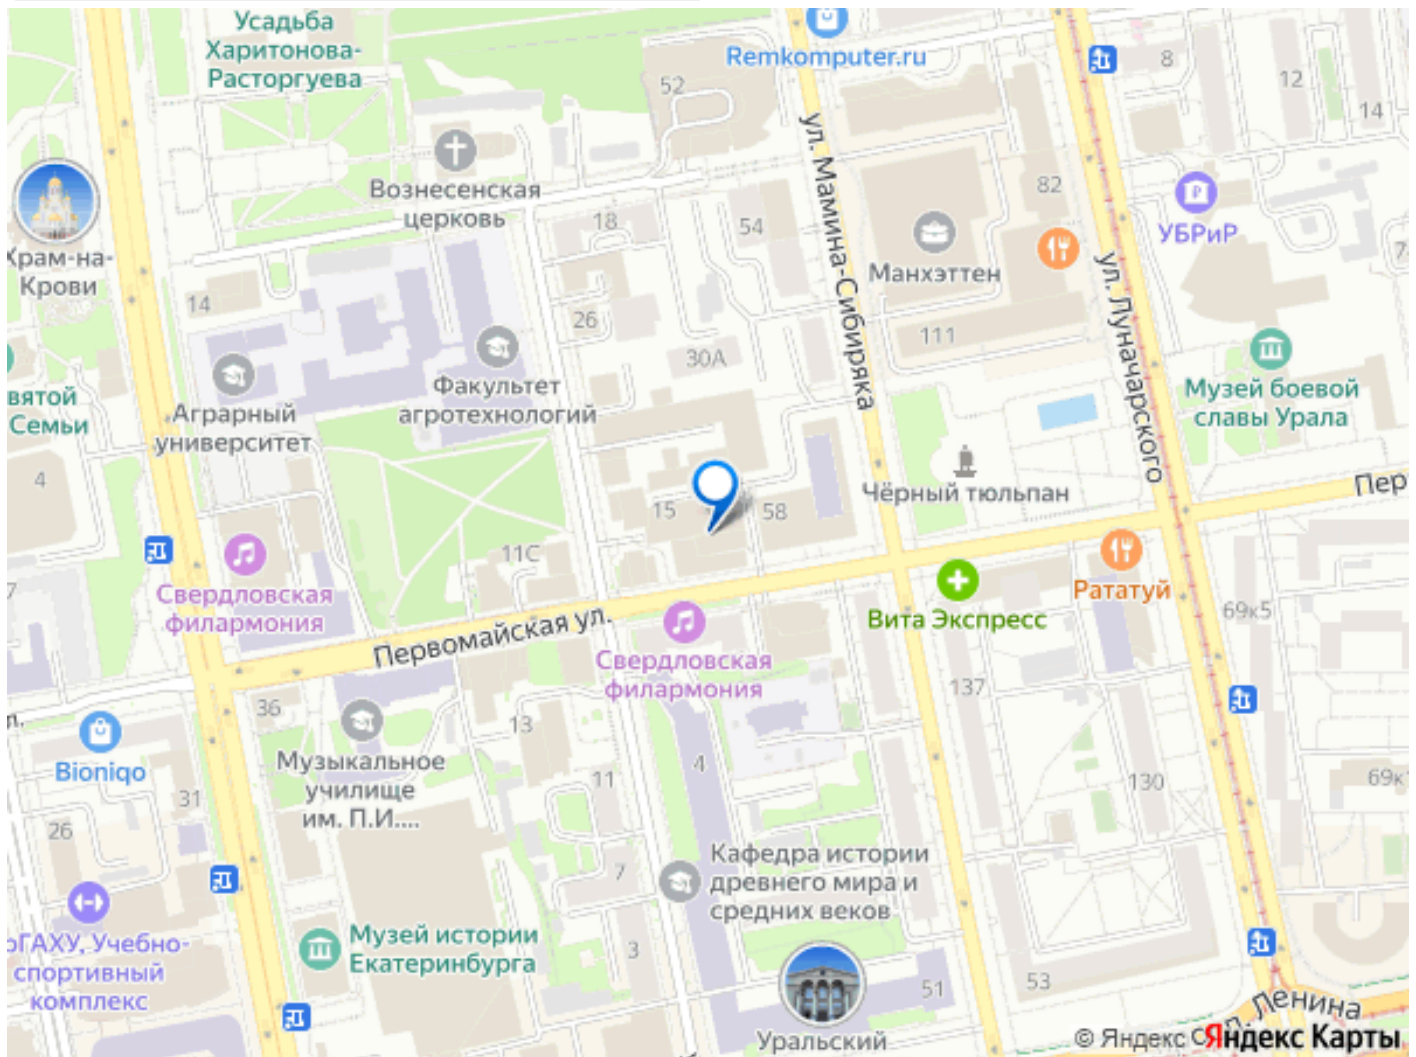 Усадьба
Харитонова-
Расторгуева
Remkomputer.ru
52
8
12
14
ул. Мамина-Сибиряка
Вознесенская
церковь
82
УБРиР
Храм-на-
Крови
18
54
Манхэттен
ул. Луначарского
14
26
111
30А
Факультет
агротехнологий
Аграрный
университет
Музей боевой
славы Урала
вятой
Семьи
4
15
58
Чёрный тюльпан
Пер
11С
Свердловская
филармония
Рататуй
Вита Экспресс
69к5
7
Первомайская ул.
Свердловская
филармония
137
36
13
Bioniqo
Музыкальное
училище
им. П.И....
4
11
130
69к
31
26
Кафедра истории
древнего мира и
средних веков
7
оГАХУ, Учебно-
спортивный
комплекс
Музей истории
Екатеринбурга
3
51
53
Ленина
Уральский
© Яндекс
Яндекс Карты